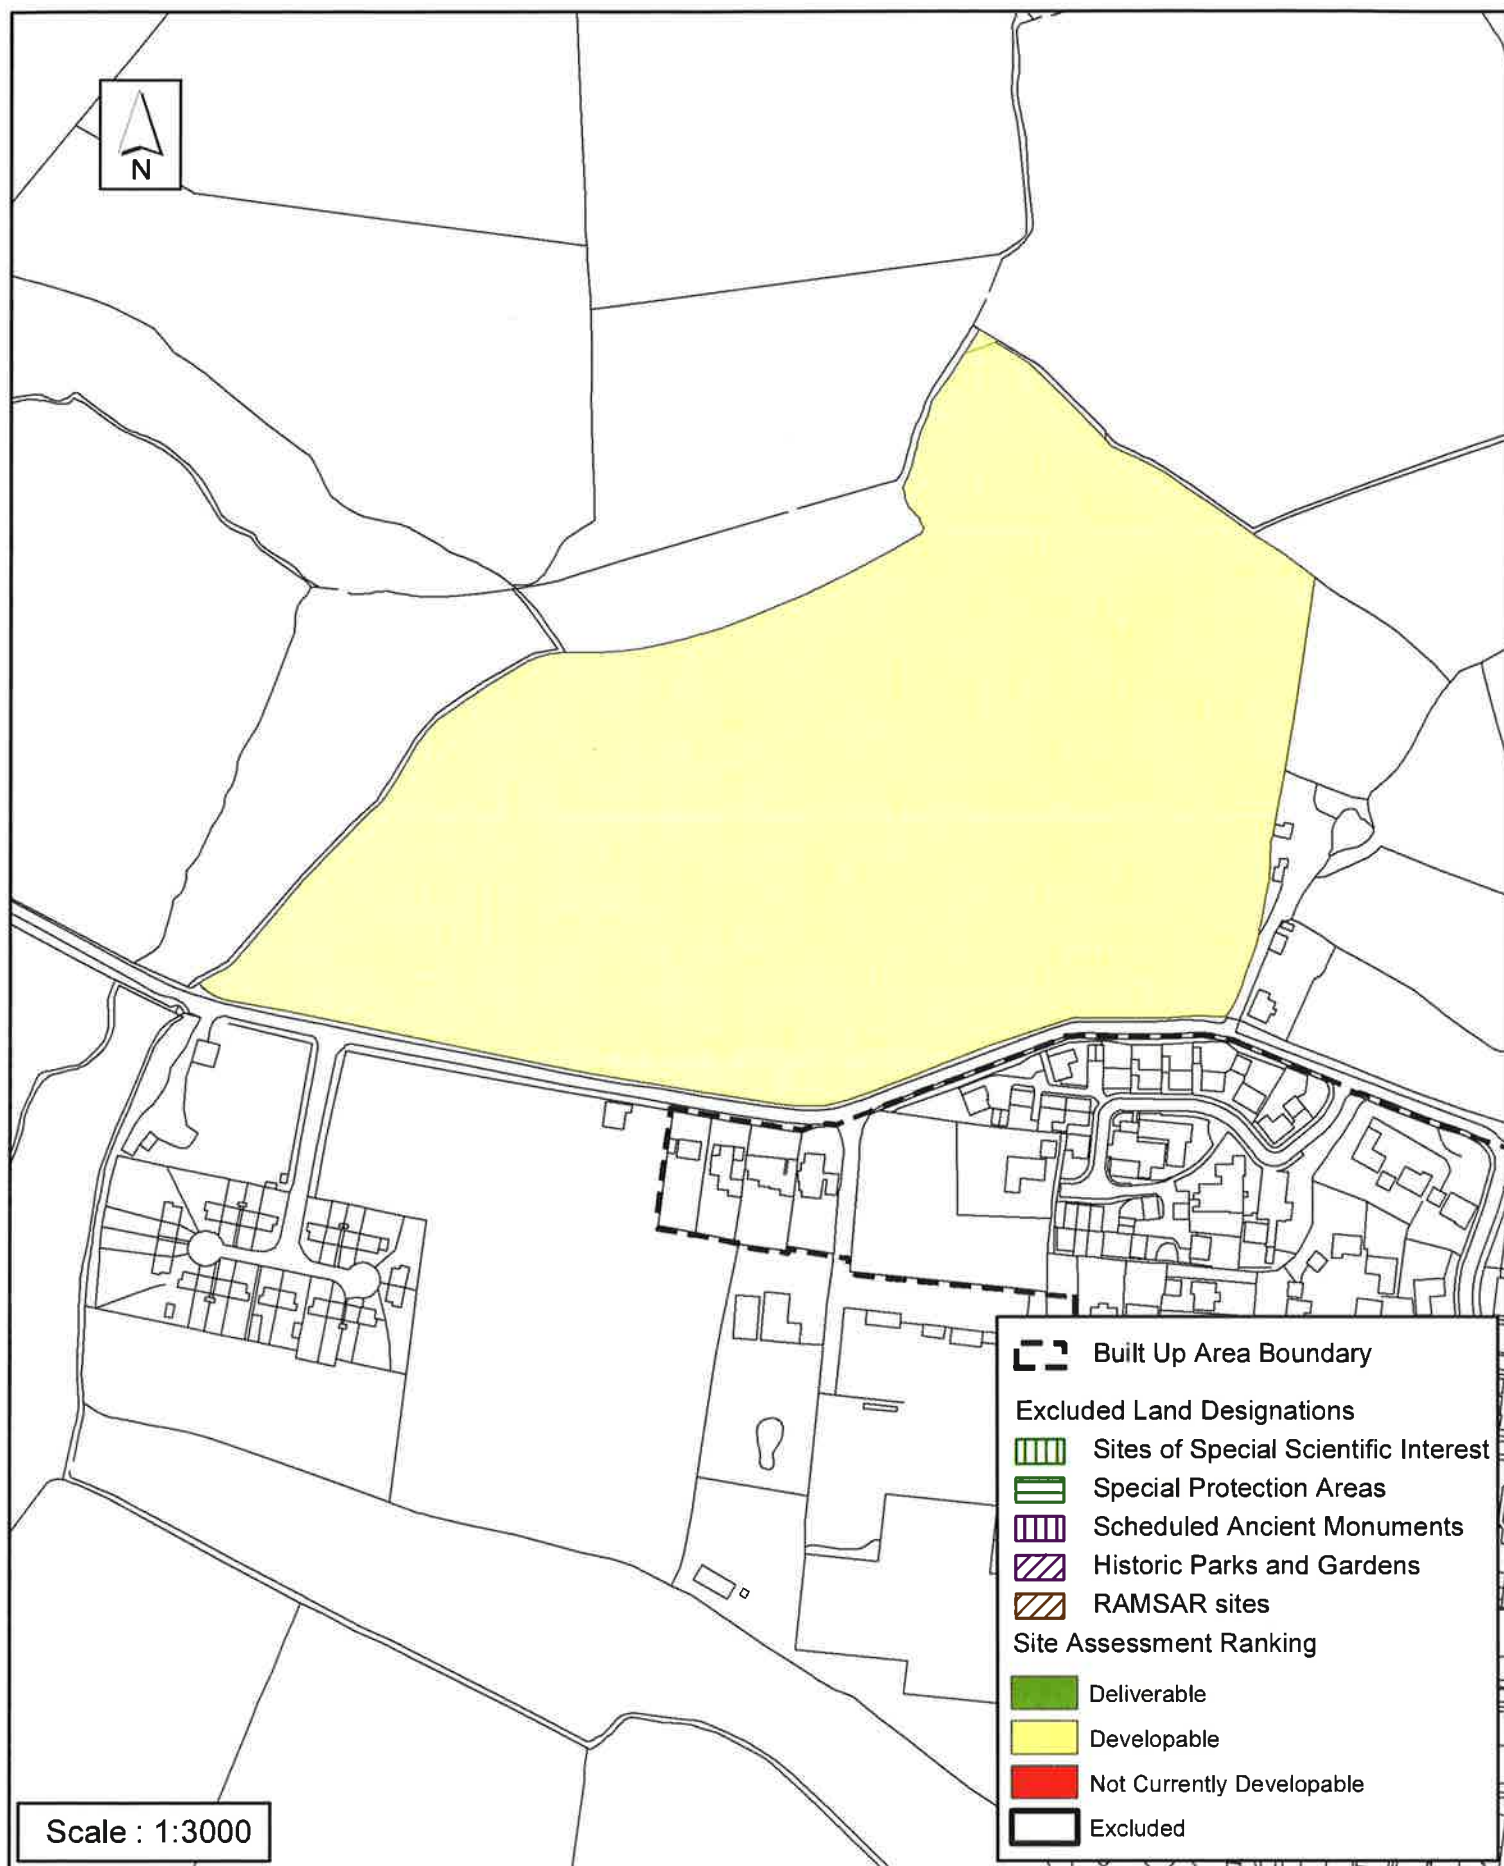 N
Built Up Area Boundary
Excluded Land Designations
Sites of Special Scientific Interest
Special Protection Areas
Scheduled Ancient Monuments
Historic Parks and Gardens
RAMSAR sites
Site Assessment Ranking
Deliverable
Developable
Not Currently Developable
Excluded
Scale : 1:3000